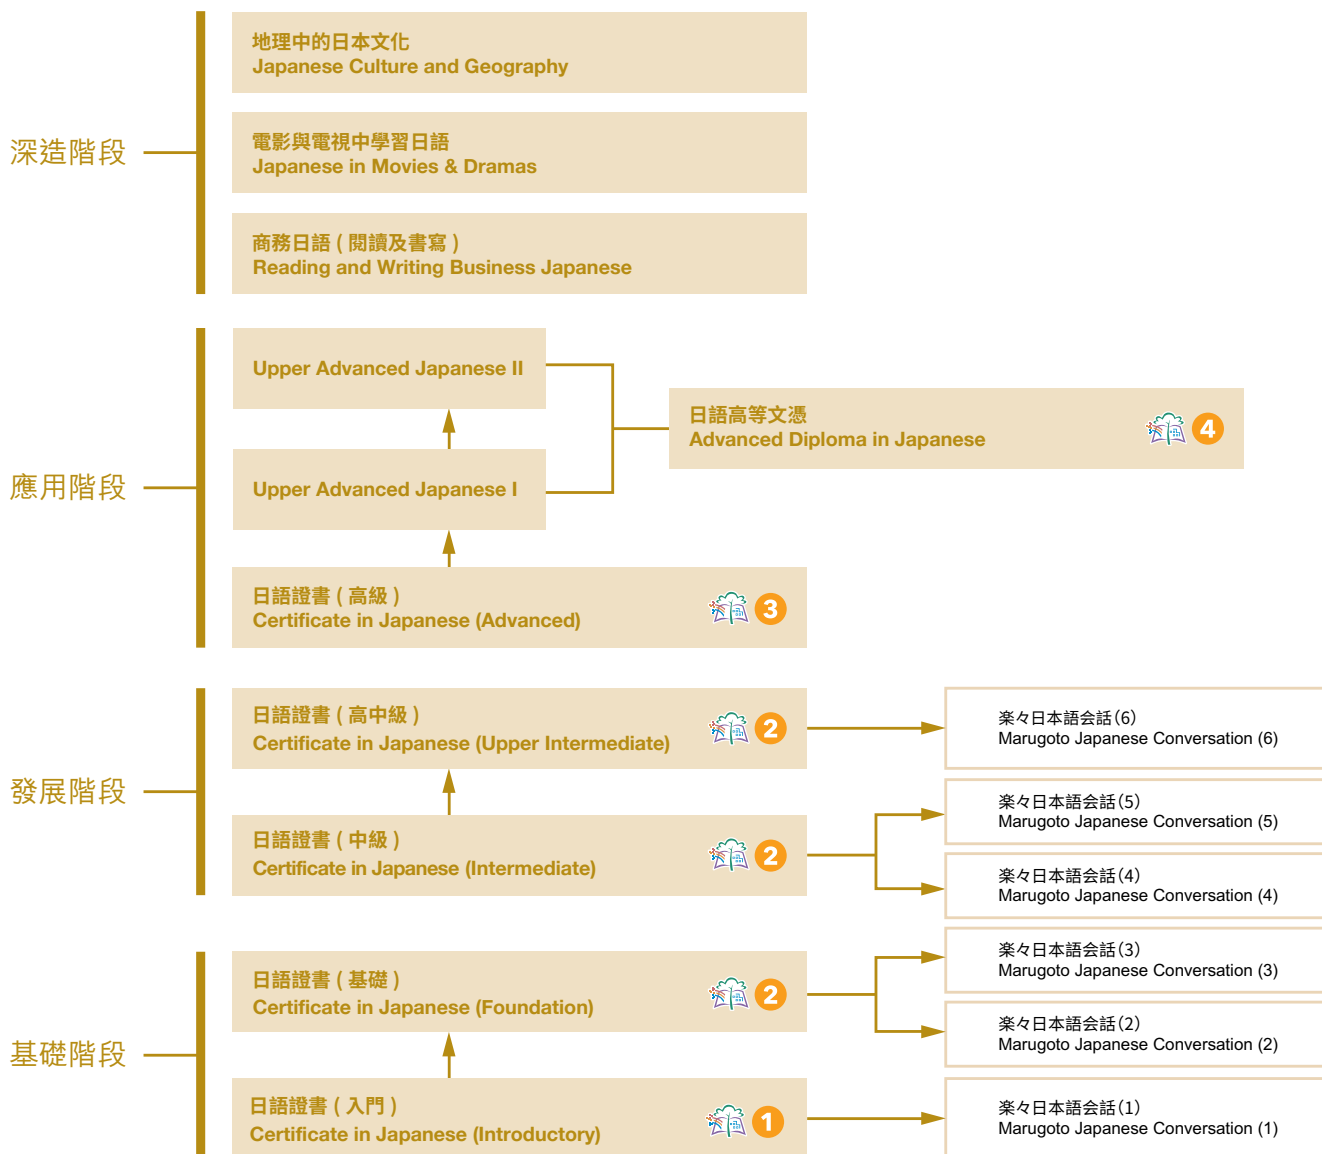 地理中的日本文化
Japanese Culture and Geography
深造階段
電影與電視中學習日語
Japanese in Movies & Dramas
商務日語 ( 閱讀及書寫 )
Reading and Writing Business Japanese
Upper Advanced Japanese II
日語高等文憑
Advanced Diploma in Japanese
4
應用階段
Upper Advanced Japanese I
日語證書 ( 高級 )
Certificate in Japanese (Advanced)
3
日語證書 ( 高中級 )
Certificate in Japanese (Upper Intermediate)
2
楽々日本語会話(6)
Marugoto Japanese Conversation (6)
發展階段
日語證書 ( 中級 )
Certificate in Japanese (Intermediate)
2
楽々日本語会話(5)
Marugoto Japanese Conversation (5)
楽々日本語会話(4)
Marugoto Japanese Conversation (4)
日語證書 ( 基礎 )
Certificate in Japanese (Foundation)
2
楽々日本語会話(3)
Marugoto Japanese Conversation (3)
楽々日本語会話(2)
Marugoto Japanese Conversation (2)
基礎階段
日語證書 ( 入門 )
Certificate in Japanese (Introductory)
1
楽々日本語会話(1)
Marugoto Japanese Conversation (1)